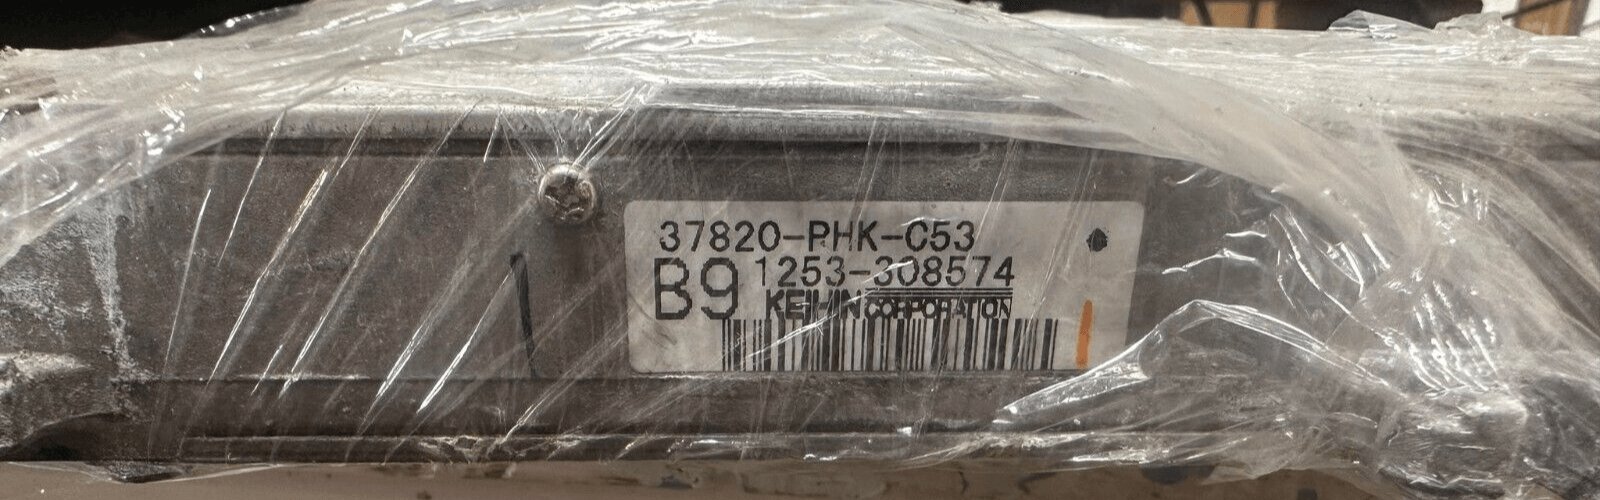 37820-PHK-C53
B9 1253-308574
KEIHIN CORPORATION